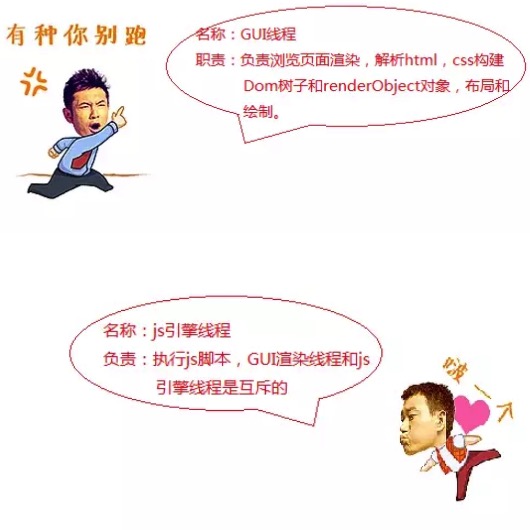 有种你别跑
名称：GUI线程
职责：负责浏览页面渲染，解析html，css构建
Dom树子和renderObject对象，布局和
绘制。
名称：js引擎线程
负责：执行js脚本，GUI渲染线程和js
引擎线程是互斥的
啵一个